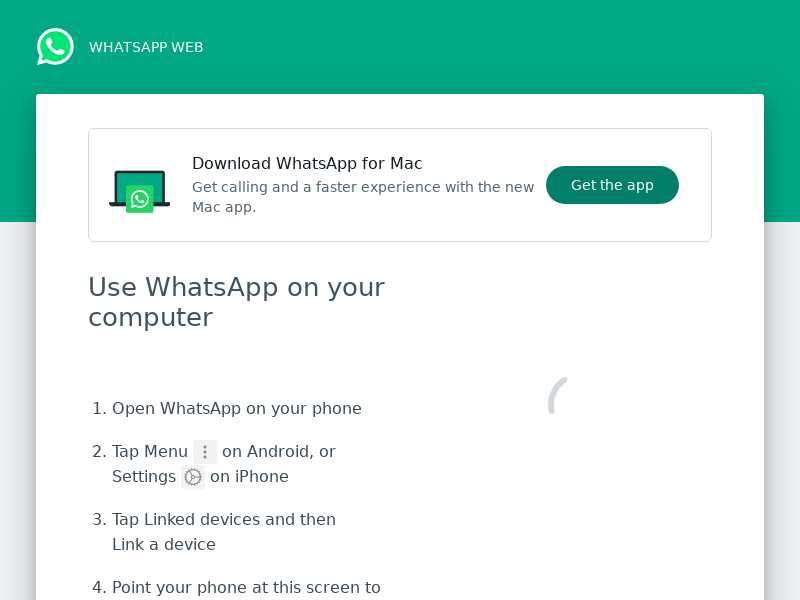 WHATSAPP WEB
Download WhatsApp for Mac
Get calling and a faster experience with the new
Mac app.
Get the app
Use WhatsApp on your
computer
1. Open WhatsApp on your phone
2. Tap Menu on Android, or
Settings on iPhone
3. Tap Linked devices and then
Link a device
4. Point your phone at this screen to